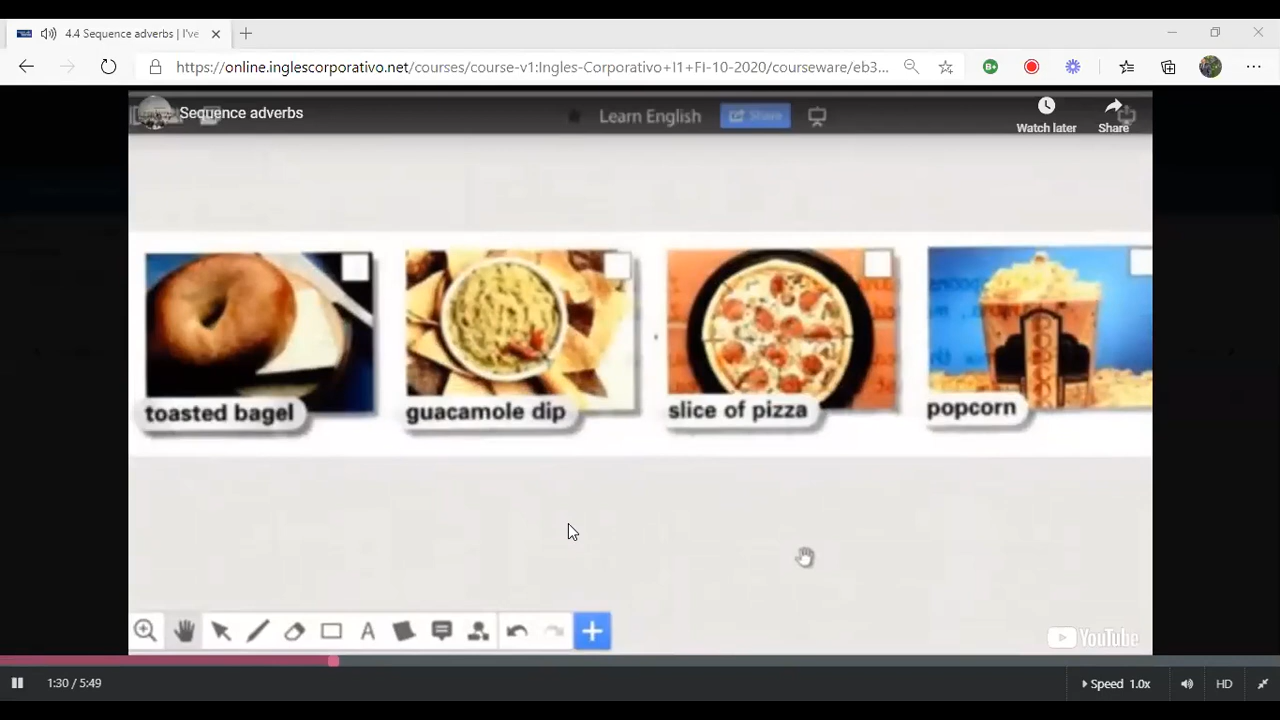 4.4 Sequence adverbs | I've
https://online.inglescorporativo.net/courses/course-v1:Ingles-Corporativo+I1+FI-10-2020/courseware/eb3...
Sequence adverbs
Learn English
Share
Watch later
Share
toasted bagel
guacamole dip
slice of pizza
popcorn
A
YouTube
1:30 / 5:49
Speed 1.0x
HD